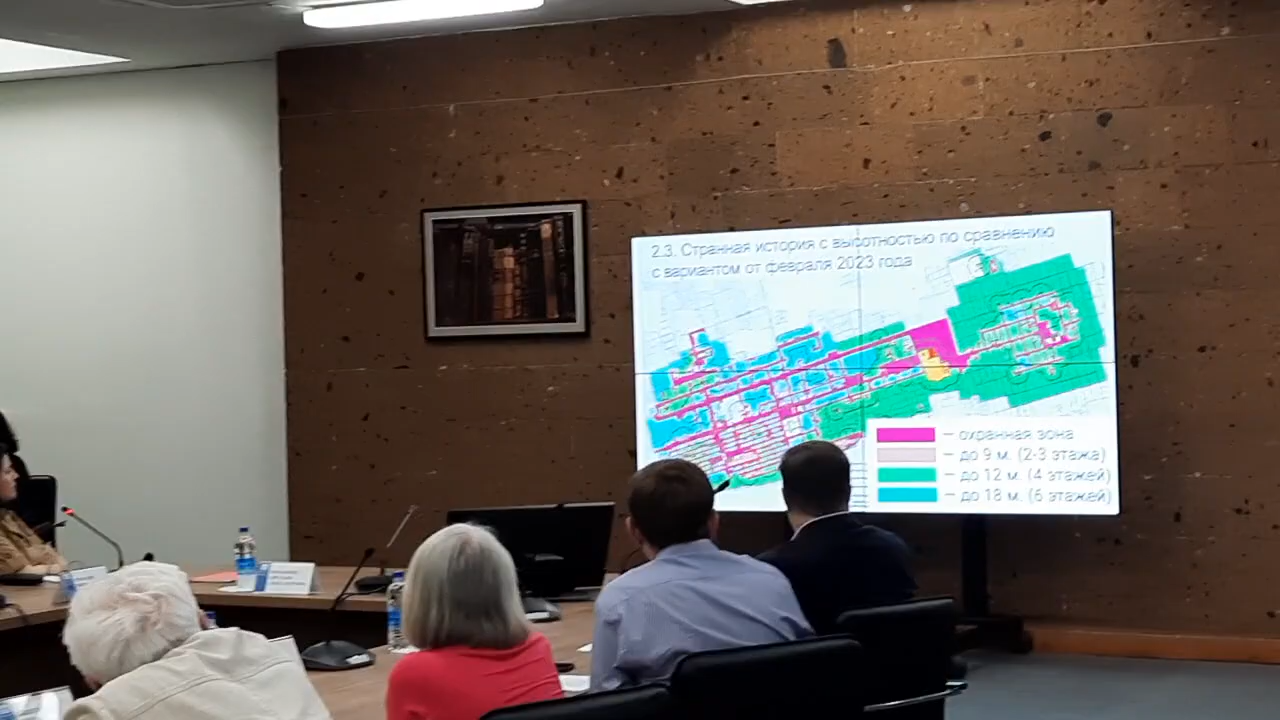 2.3. Странная история с высотностью по сравнению
с вариантом от февраля 2023 года
– охранная зона
– до 9 м. (2-3 этажа)
– до 12 м. (4 этажей)
– до 18 м. (6 этажей)